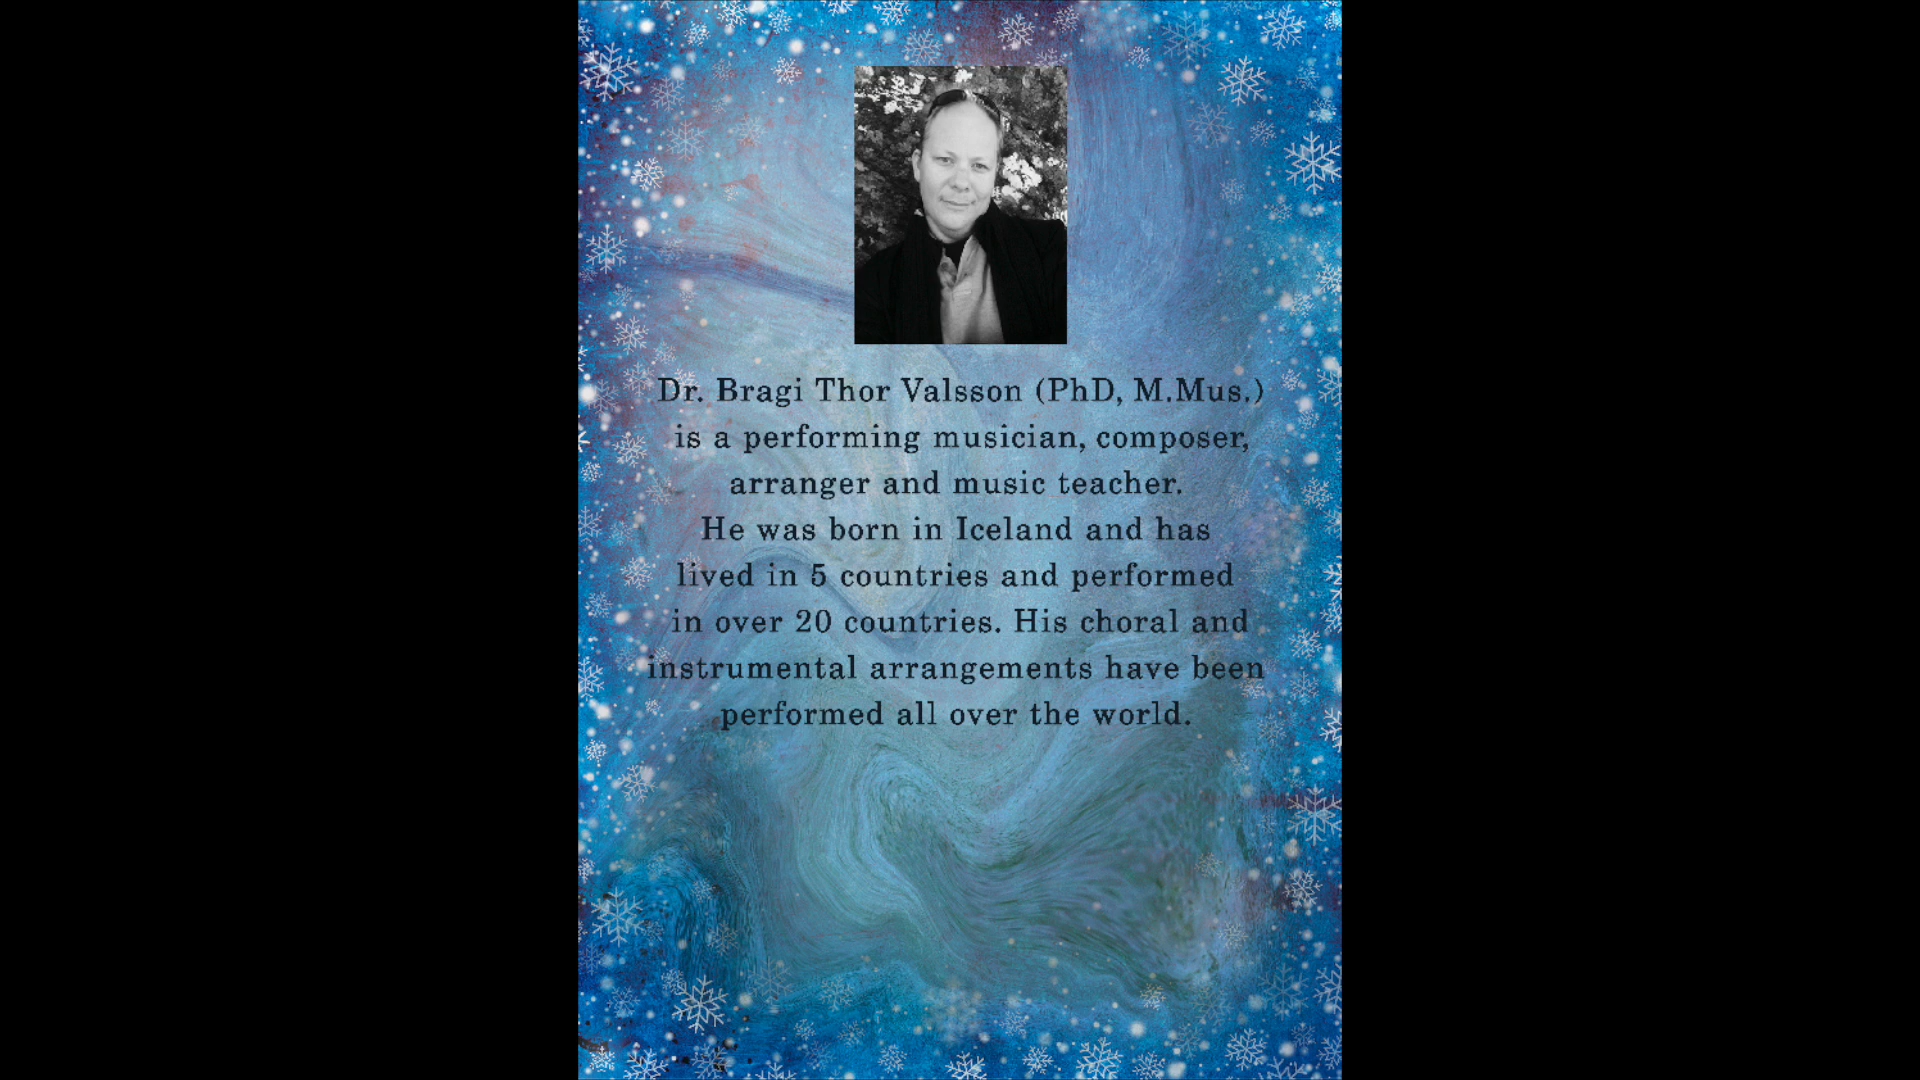 Dr. Bragi Thor Valsson (PhD, M.Mus.)
is a performing musician, composer,
arranger and music teacher.
He was born in Iceland and has
lived in 5 countries and performed
in over 20 countries. His choral and
instrumental arrangements have been
performed all over the world.